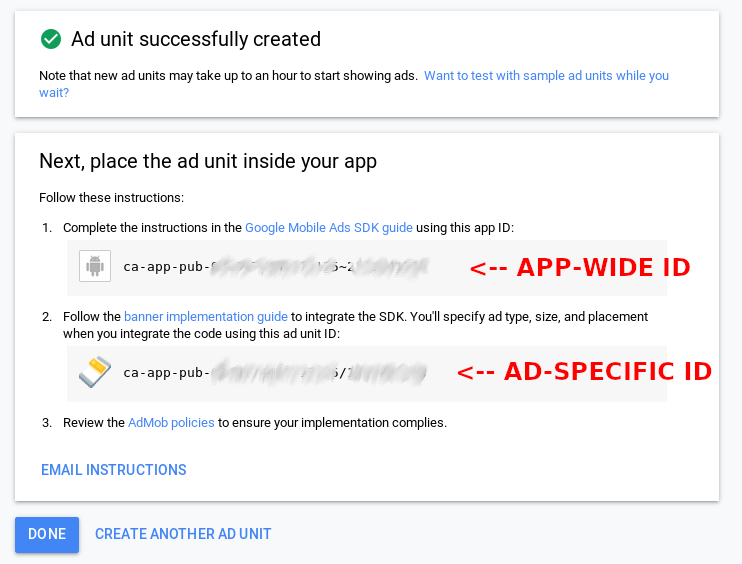 Ad unit successfully created
Note that new ad units may take up to an hour to start showing ads. Want to test with sample ad units while you
wait?
Next, place the ad unit inside your app
Follow these instructions:
1. Complete the instructions in the Google Mobile Ads SDK guide using this app ID:
ca-app-pub- <-- APP-WIDE ID
2. Follow the banner implementation guide to integrate the SDK. You'll specify ad type, size, and placement
when you integrate the code using this ad unit ID:
ca-app-pub- <-- AD-SPECIFIC ID
3. Review the AdMob policies to ensure your implementation complies.
EMAIL INSTRUCTIONS
DONE CREATE ANOTHER AD UNIT